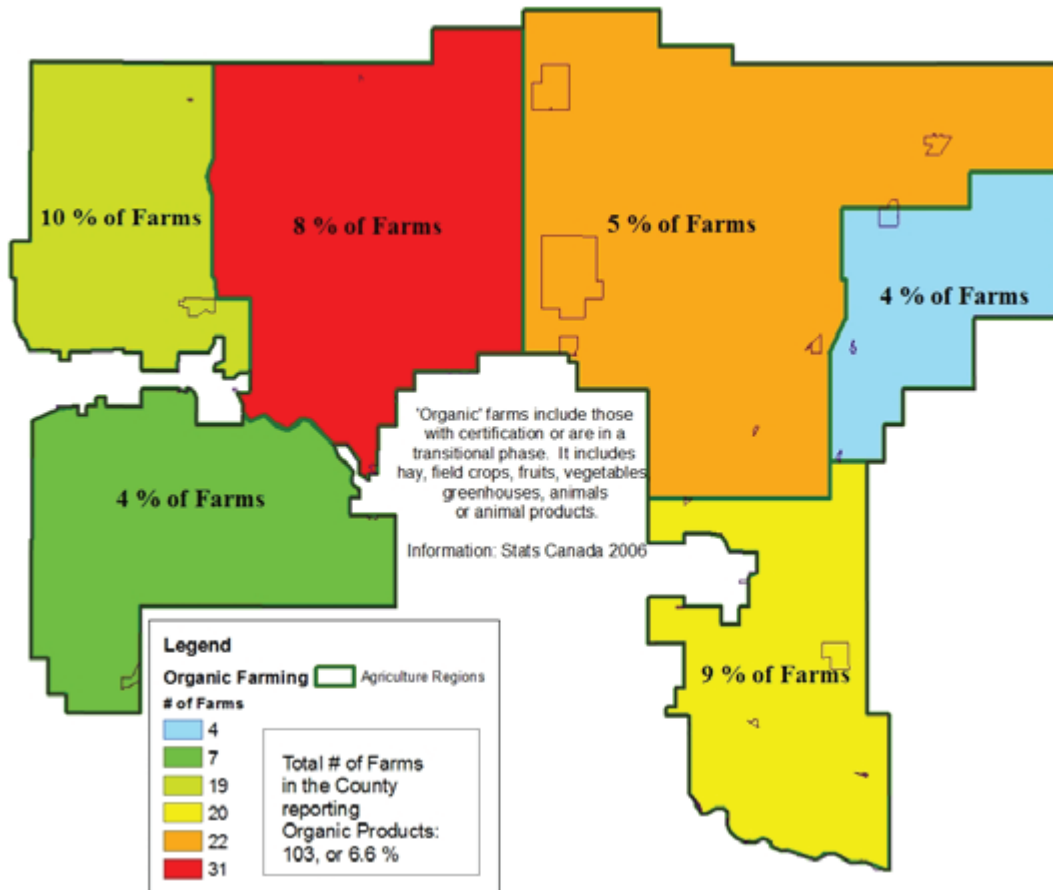 10 % of Farms
8 % of Farms
5 % of Farms
4 % of Farms
'Organic' farms include those
with certification or are in a
transitional phase. It includes
hay, field crops, fruits, vegetables
greenhouses, animals
or animal products.
Information: Stats Canada 2006
4 % of Farms
9 % of Farms
Legend
Organic Farming Agriculture Regions
# of Farms
4
7
19
20
22
31
Total # of Farms
in the County
reporting
Organic Products:
103, or 6.6 %